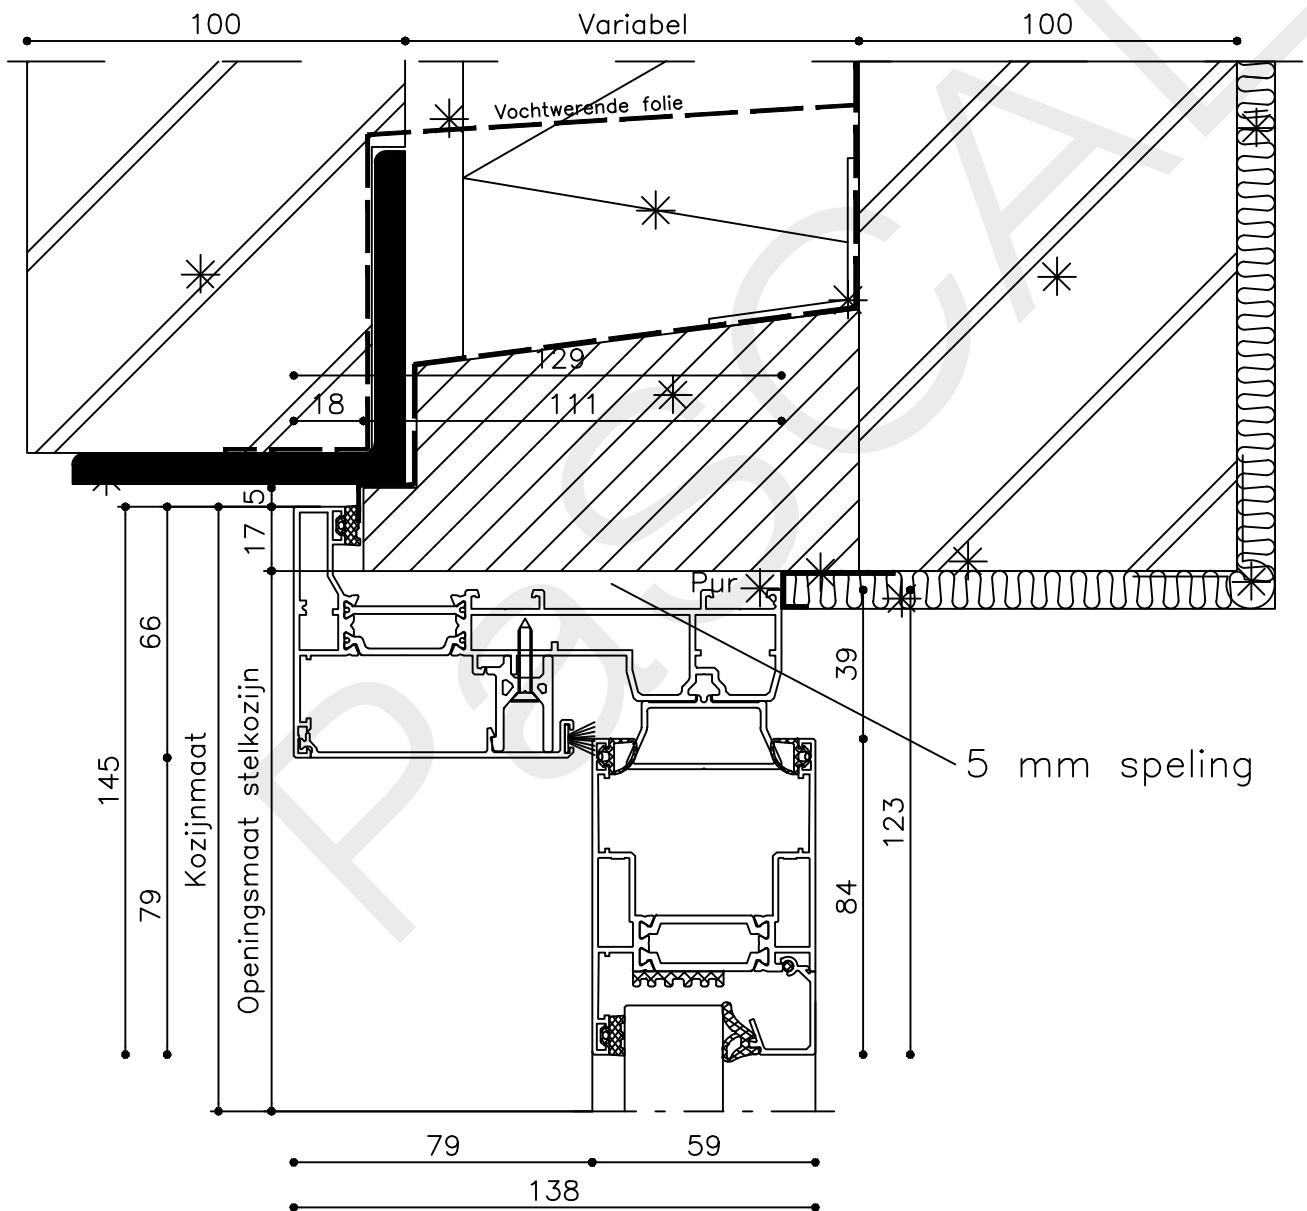 100
Variabel
100
Vochtwerende folie
129
18
111
5
17
Pur
66
39
5 mm speling
145
Kozijnmaat
Openingsmaat stelkozijn
123
79
84
79
59
138
PaSCAL